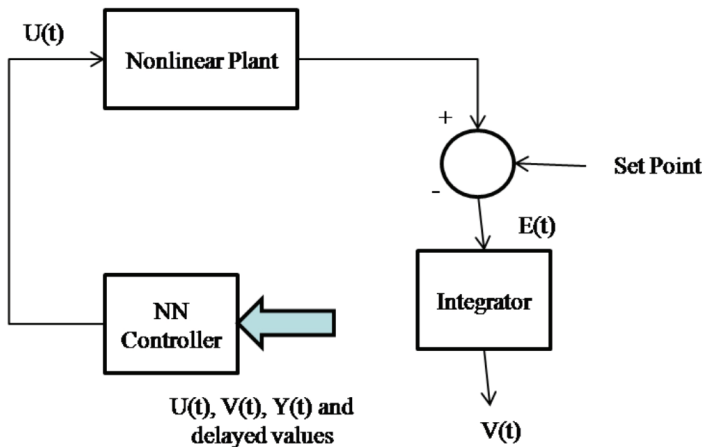 U(t)
Nonlinear Plant
+
-
Set Point
E(t)
NN
Controller
Integrator
U(t), V(t), Y(t) and
delayed values
V(t)